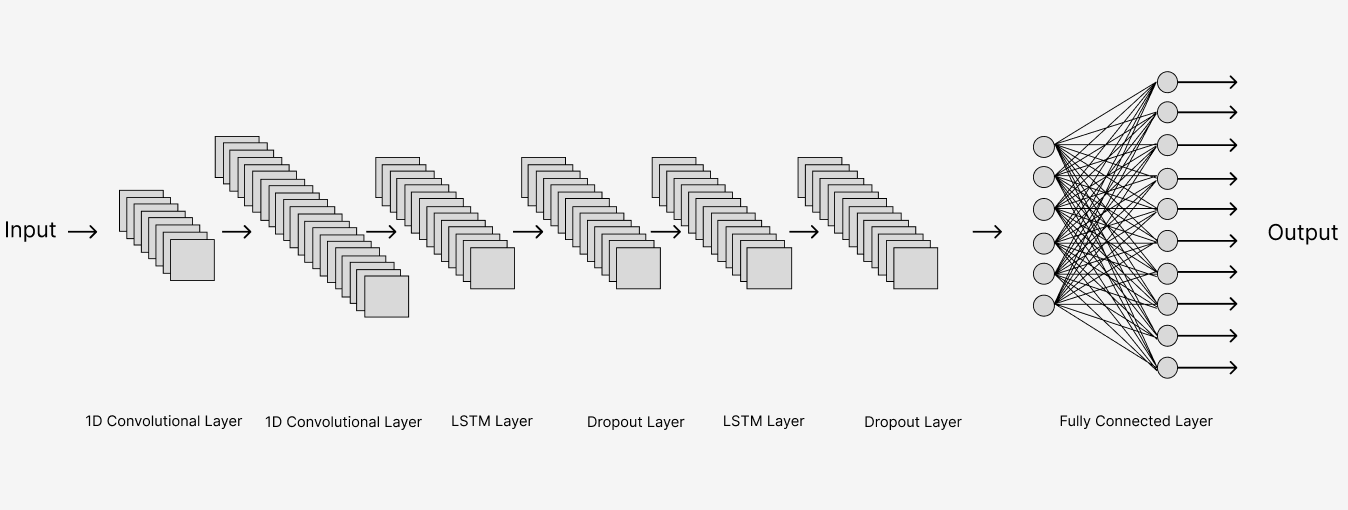 Input
Output
1D Convolutional Layer
1D Convolutional Layer
LSTM Layer
Dropout Layer
LSTM Layer
Dropout Layer
Fully Connected Layer